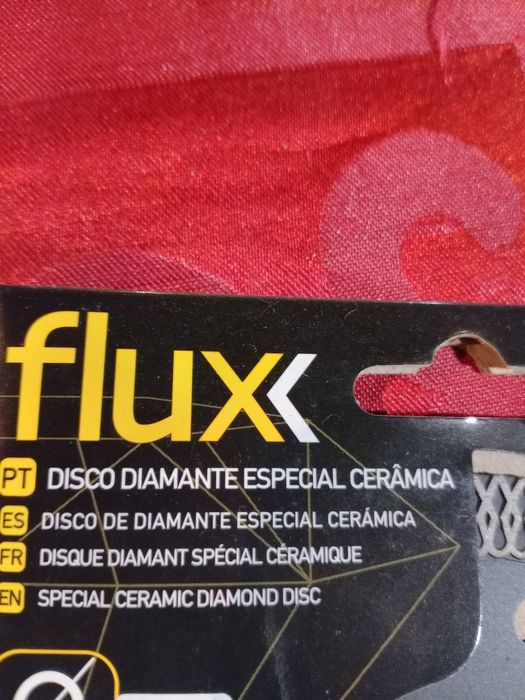 flux
PT DISCO DIAMANTE ESPECIAL CERÂMICA
ES DISCO DE DIAMANTE ESPECIAL CERÁMICA
FR DISQUE DIAMANT SPÉCIAL CÉRAMIQUE
EN SPECIAL CERAMIC DIAMOND DISC